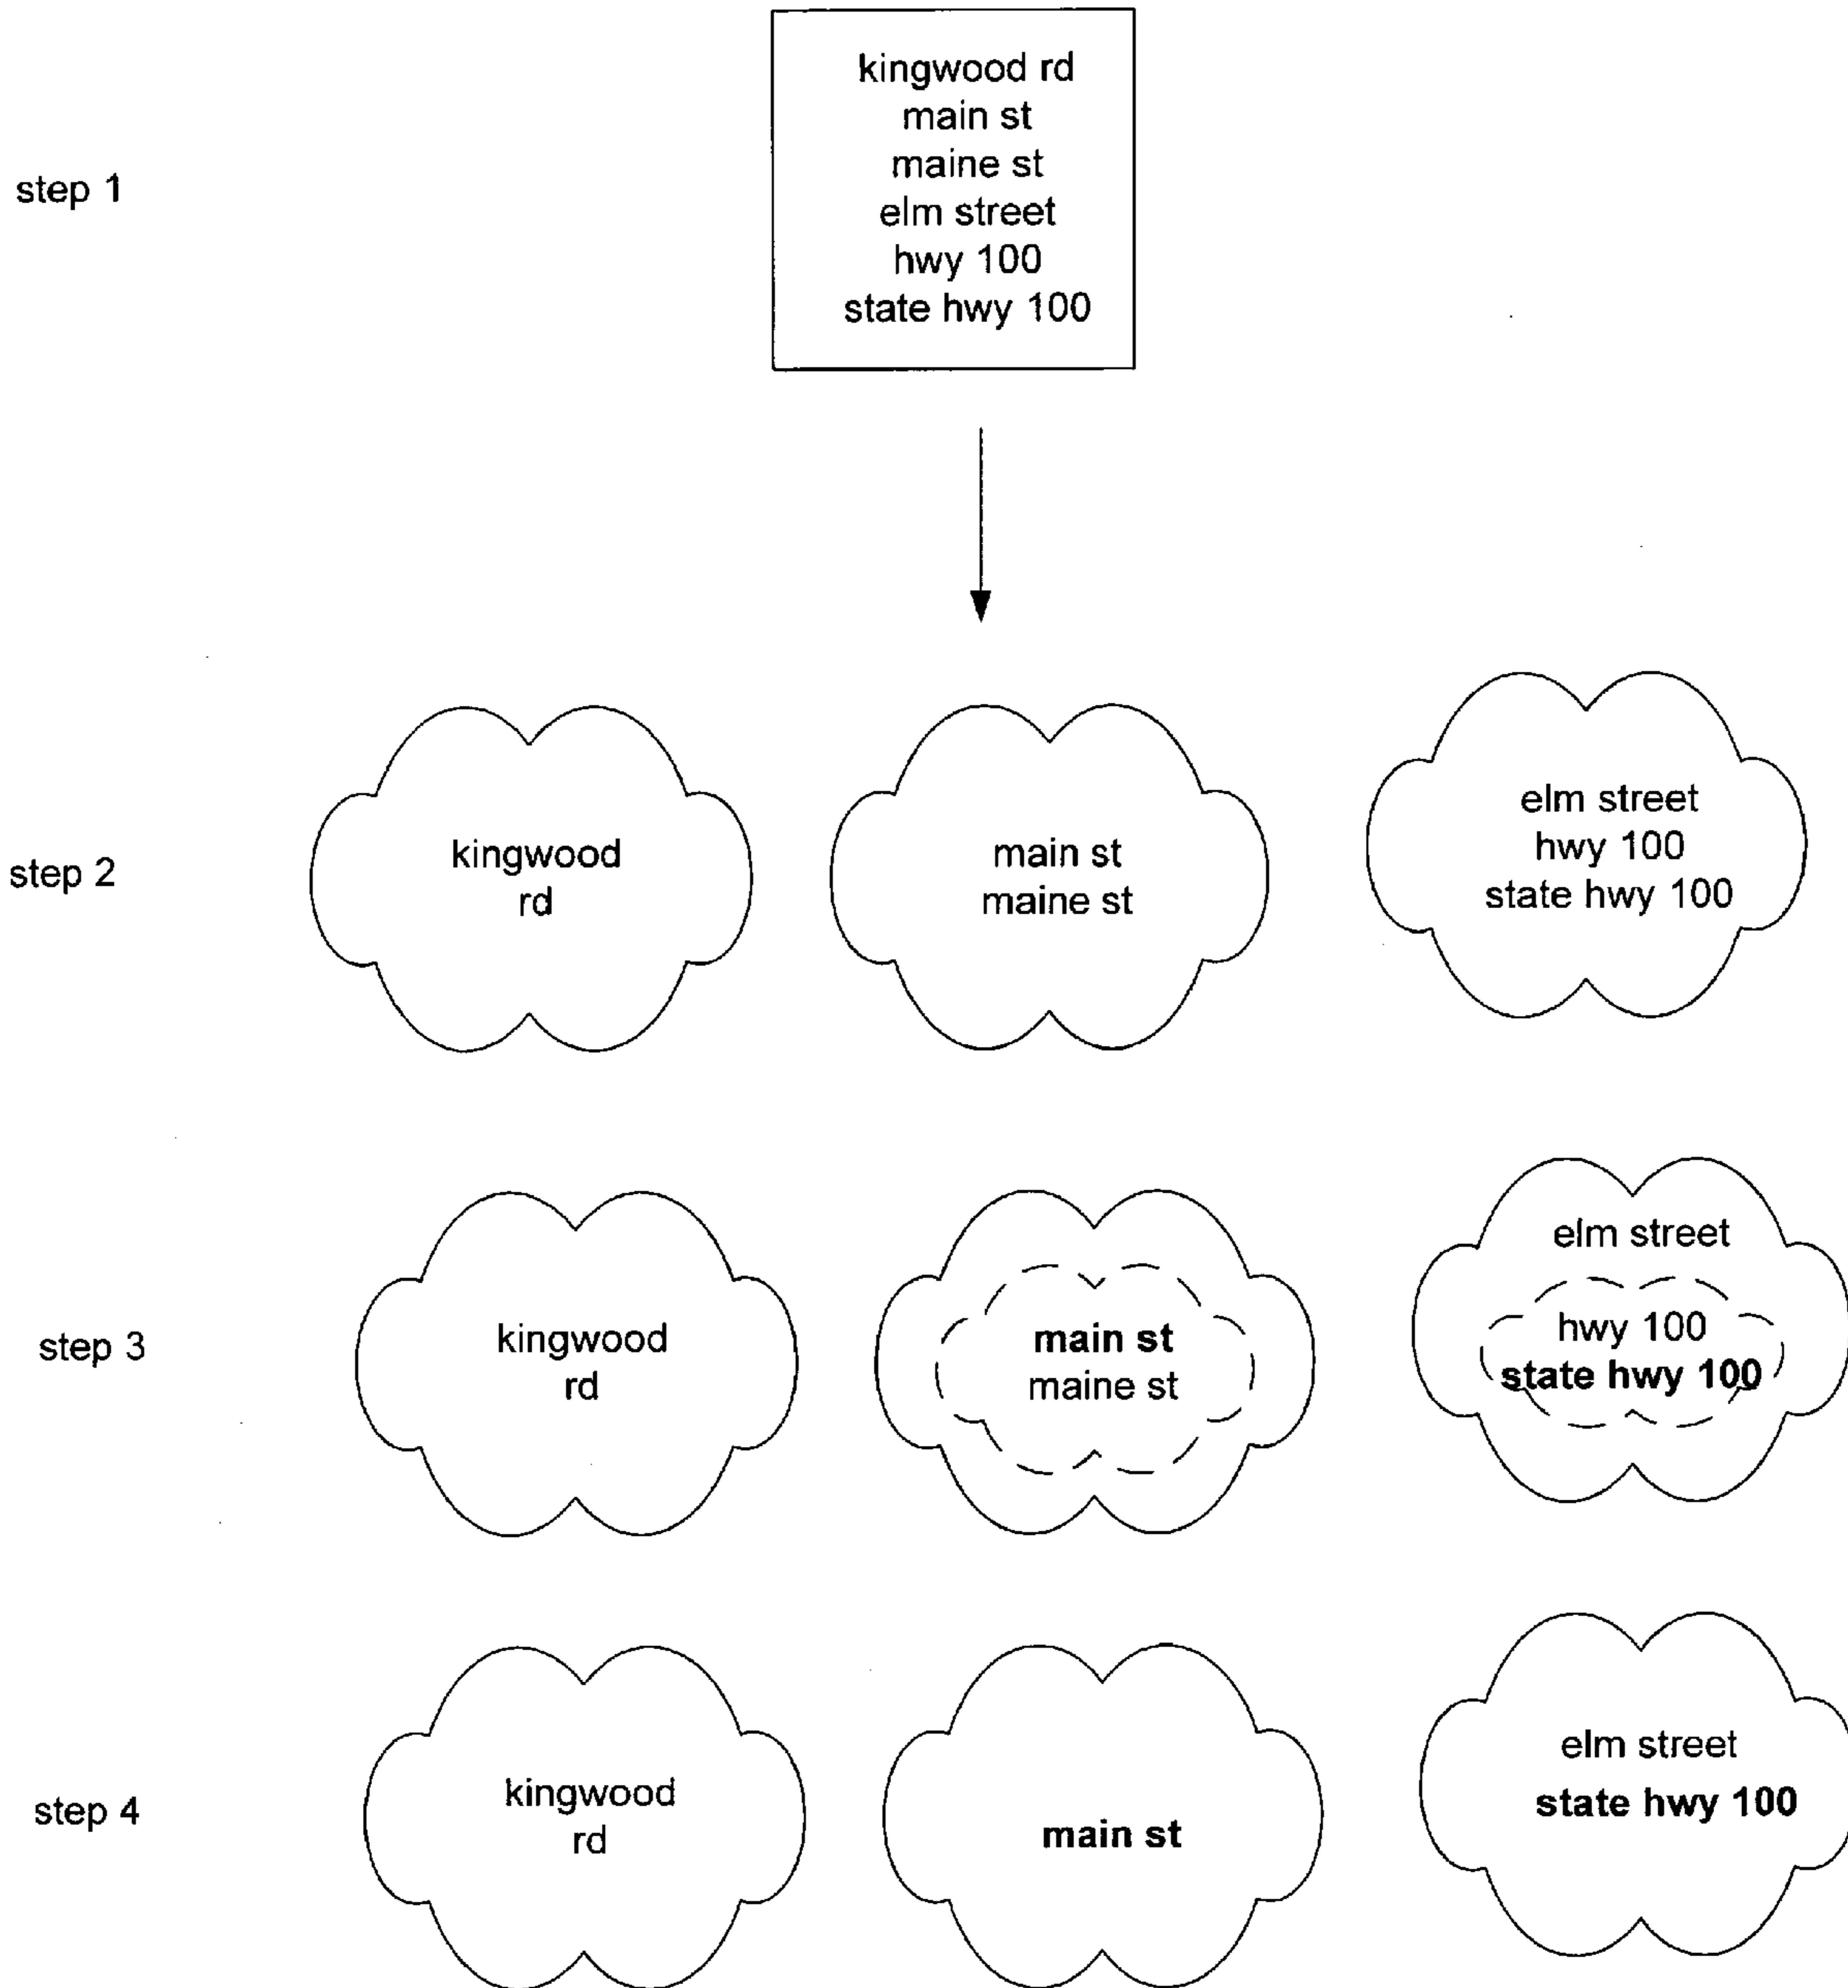 kingwood rd
main st
maine st
elm street
hwy 100
state hwy 100
step 1
step 2
kingwood
rd
main st
maine st
elm street
hwy 100
state hwy 100
step 3
kingwood
rd
main st
maine st
elm street
hwy 100
state hwy 100
step 4
kingwood
rd
main st
elm street
state hwy 100